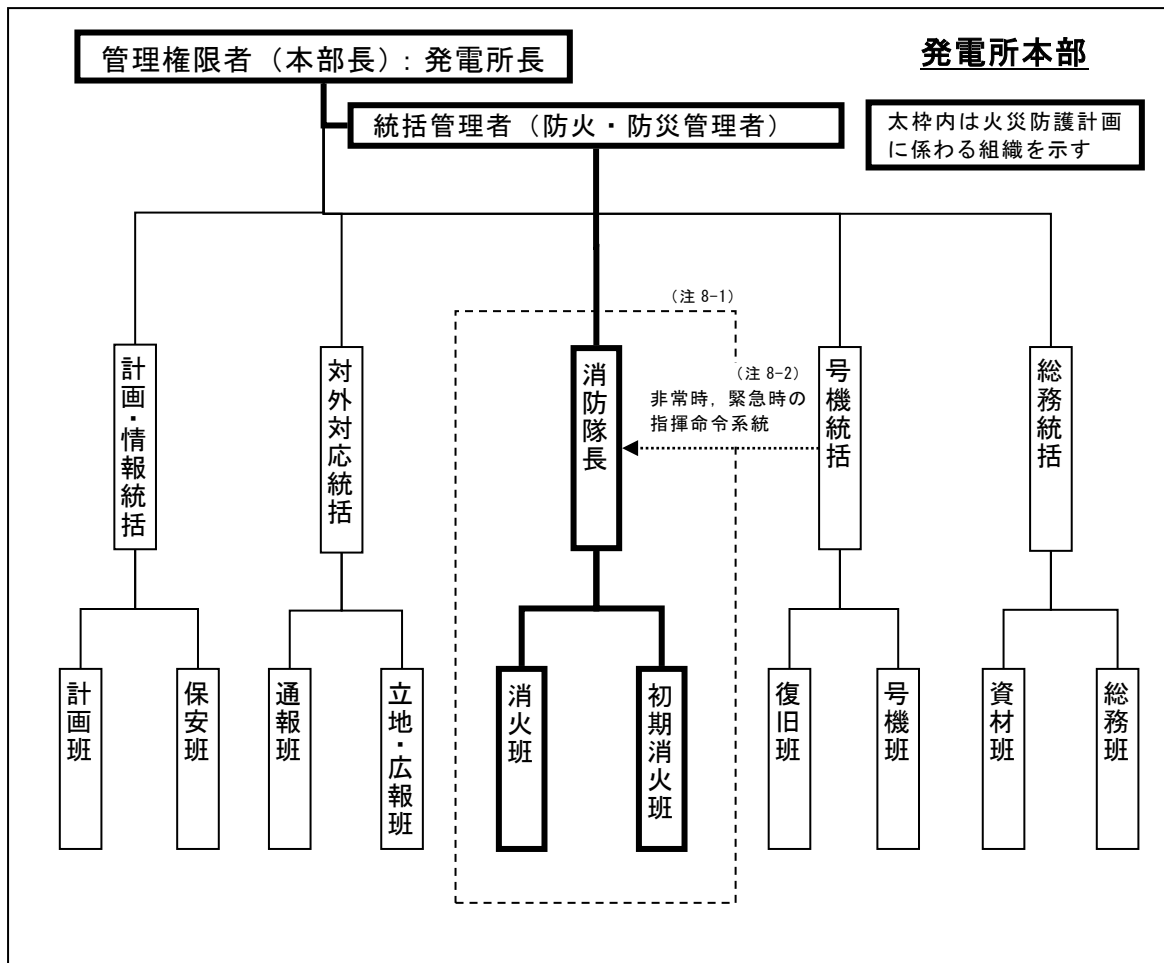 発電所本部
管理権限者（本部長）：発電所長
統括管理者（防火・防災管理者）
太枠内は火災防護計画
に係わる組織を示す
（注 8-1）
計画・情報統括
対外対応統括
消防隊長
（注 8-2）
非常時，緊急時の
指揮命令系統
号機統括
総務統括
計画班
保安班
通報班
立地・広報班
消火班
初期消火班
復旧班
号機班
資材班
総務班